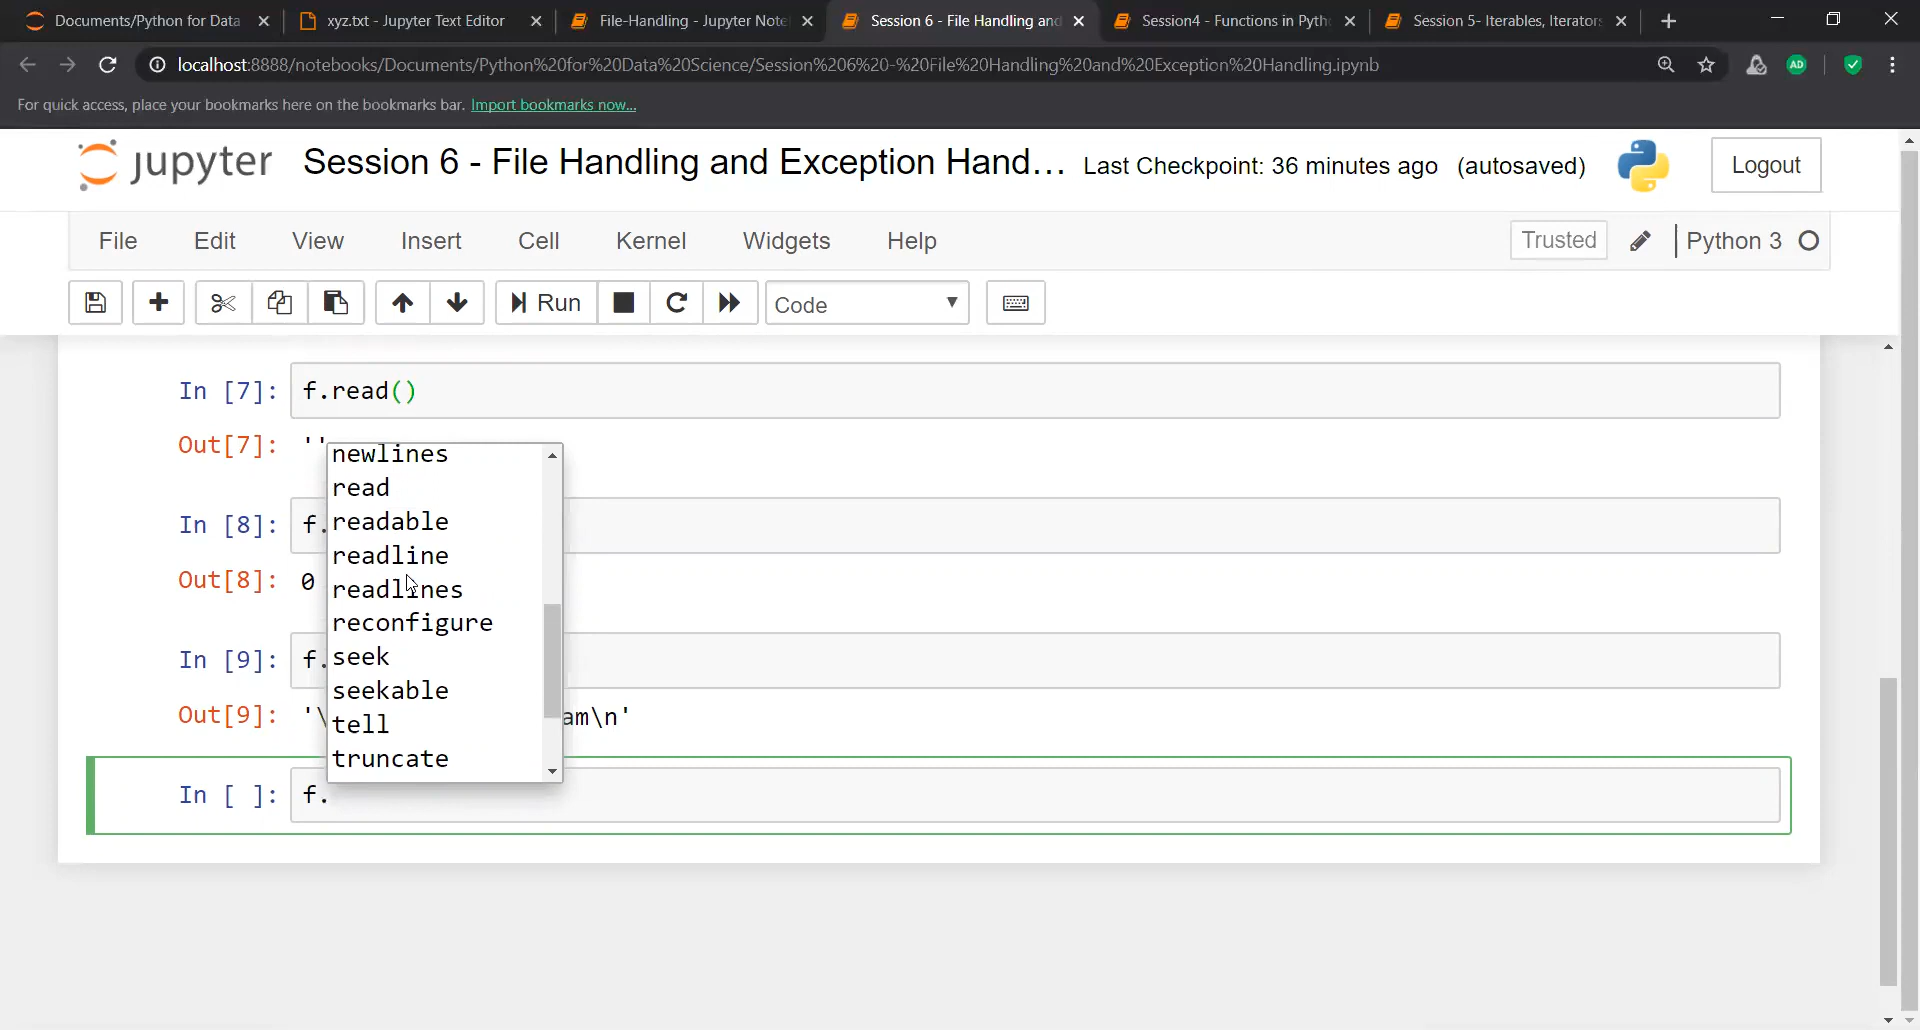 Documents/Python for Data
xyz.txt - Jupyter Text Editor
File-Handling - Jupyter Note
Session 6 - File Handling and
Session4 - Functions in Pyth
Session 5- Iterables, Iterators
localhost:8888/notebooks/Documents/Python%20for%20Data%20Science/Session%206%20-%20File%20Handling%20and%20Exception%20Handling.ipynb
AD
For quick access, place your bookmarks here on the bookmarks bar. Import bookmarks now...
jupyter Session 6 - File Handling and Exception Hand... Last Checkpoint: 36 minutes ago (autosaved)
Logout
File Edit View Insert Cell Kernel Widgets Help
Trusted
Python 3
Run
Code
In [7]: f.read()
Out[7]: ''
newlines
read
readable
readline
readlines
reconfigure
seek
seekable
tell
truncate
In [8]: f.
Out[8]: 0
In [9]: f.
Out[9]: '\ am\n'
In [ ]: f.